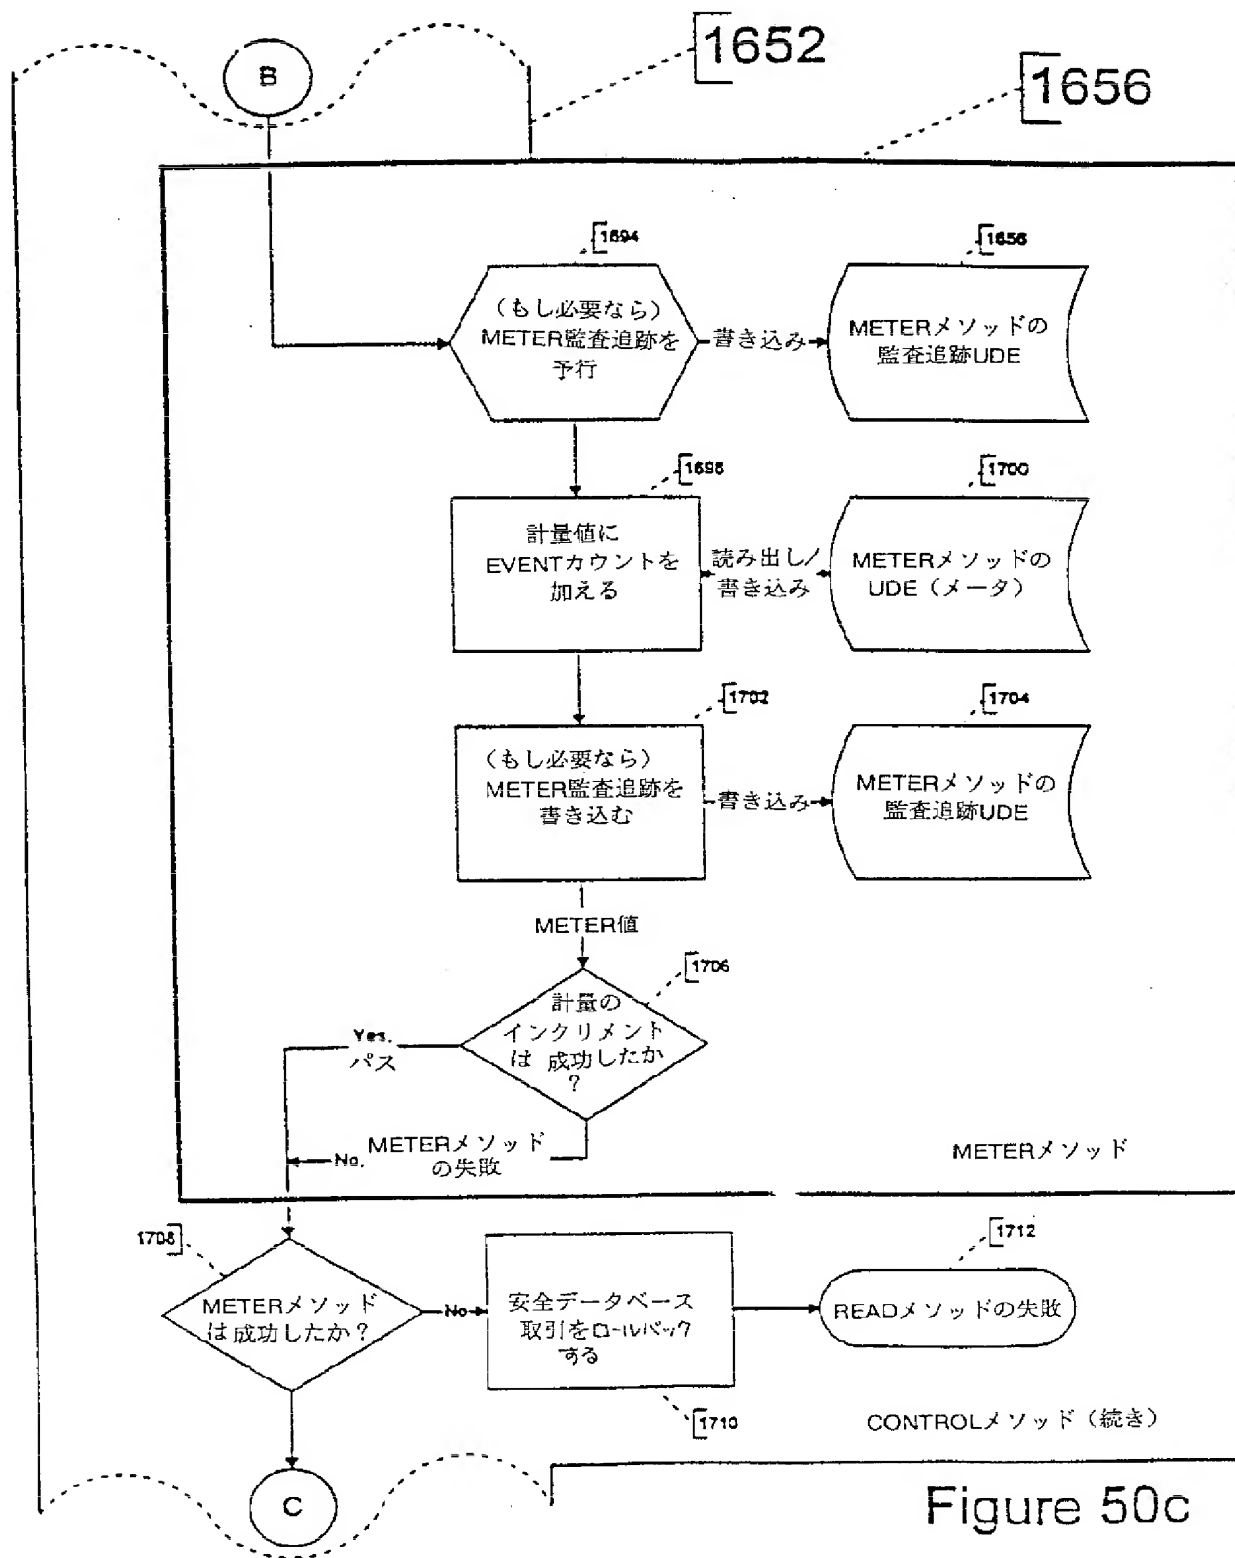 1652
1656
B
1694
1656
(もし必要なら)
METER監査追跡を
予行
書き込み
METERメソッドの
監査追跡UDE
1698
1700
計量値に
EVENTカウントを
加える
読み出し/
書き込み
METERメソッドの
UDE(メータ)
1702
1704
(もし必要なら)
METER監査追跡を
書き込む
書き込み
METERメソッドの
監査追跡UDE
METER値
1706
計量の
インクリメント
は 成功したか
?
Yes.
パス
No.
METERメソッド
の失敗
METERメソッド
1708
1712
METERメソッド
は成功したか?
No
安全データベース
取引をロールバック
する
READメソッドの失敗
1710
CONTROLメソッド(続き)
C
Figure 50c